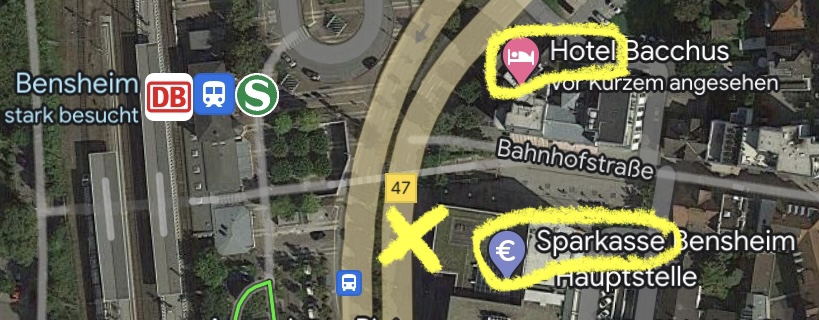 Hotel Bacchus
Vor Kurzem angesehen
Bensheim
stark besucht
DB
S
Bahnhofstraße
47
€
Sparkasse Bensheim
Hauptstelle